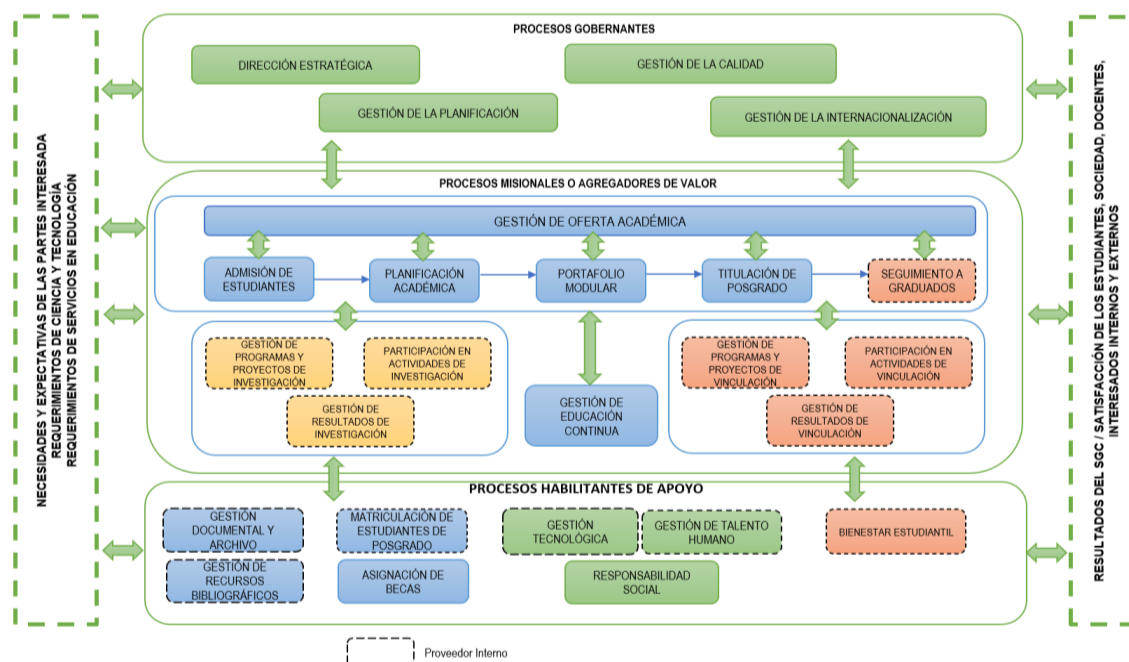 NECESIDADES Y EXPECTATIVAS DE LAS PARTES INTERESADA
REQUERIMIENTOS DE CIENCIA Y TECNOLOGÍA
REQUERIMIENTOS DE SERVICIOS EN EDUCACIÓN
PROCESOS GOBERNANTES
DIRECCIÓN ESTRATÉGICA
GESTIÓN DE LA CALIDAD
GESTIÓN DE LA PLANIFICACIÓN
GESTIÓN DE LA INTERNACIONALIZACIÓN
PROCESOS MISIONALES O AGREGADORES DE VALOR
GESTIÓN DE OFERTA ACADÉMICA
ADMISIÓN DE
ESTUDIANTES
PLANIFICACIÓN
ACADÉMICA
PORTAFOLIO
MODULAR
TITULACIÓN DE
POSGRADO
SEGUIMIENTO A
GRADUADOS
GESTIÓN DE
PROGRAMAS Y
PROYECTOS DE
INVESTIGACIÓN
PARTICIPACIÓN EN
ACTIVIDADES DE
INVESTIGACIÓN
GESTIÓN DE
RESULTADOS DE
INVESTIGACIÓN
GESTIÓN DE
EDUCACIÓN
CONTINUA
GESTIÓN DE
PROGRAMAS Y
PROYECTOS DE
VINCULACIÓN
PARTICIPACIÓN EN
ACTIVIDADES DE
VINCULACIÓN
GESTIÓN DE
RESULTADOS DE
VINCULACIÓN
PROCESOS HABILITANTES DE APOYO
GESTIÓN
DOCUMENTAL Y
ARCHIVO
MATRICULACIÓN DE
ESTUDIANTES DE
POSGRADO
GESTIÓN
TECNOLÓGICA
GESTIÓN DE TALENTO
HUMANO
BIENESTAR ESTUDIANTIL
GESTIÓN DE
RECURSOS
BIBLIOGRÁFICOS
ASIGNACIÓN DE
BECAS
RESPONSABILIDAD
SOCIAL
RESULTADOS DEL SGC / SATISFACCIÓN DE LOS ESTUDIANTES, SOCIEDAD, DOCENTES,
INTERESADOS INTERNOS Y EXTERNOS
Proveedor Interno